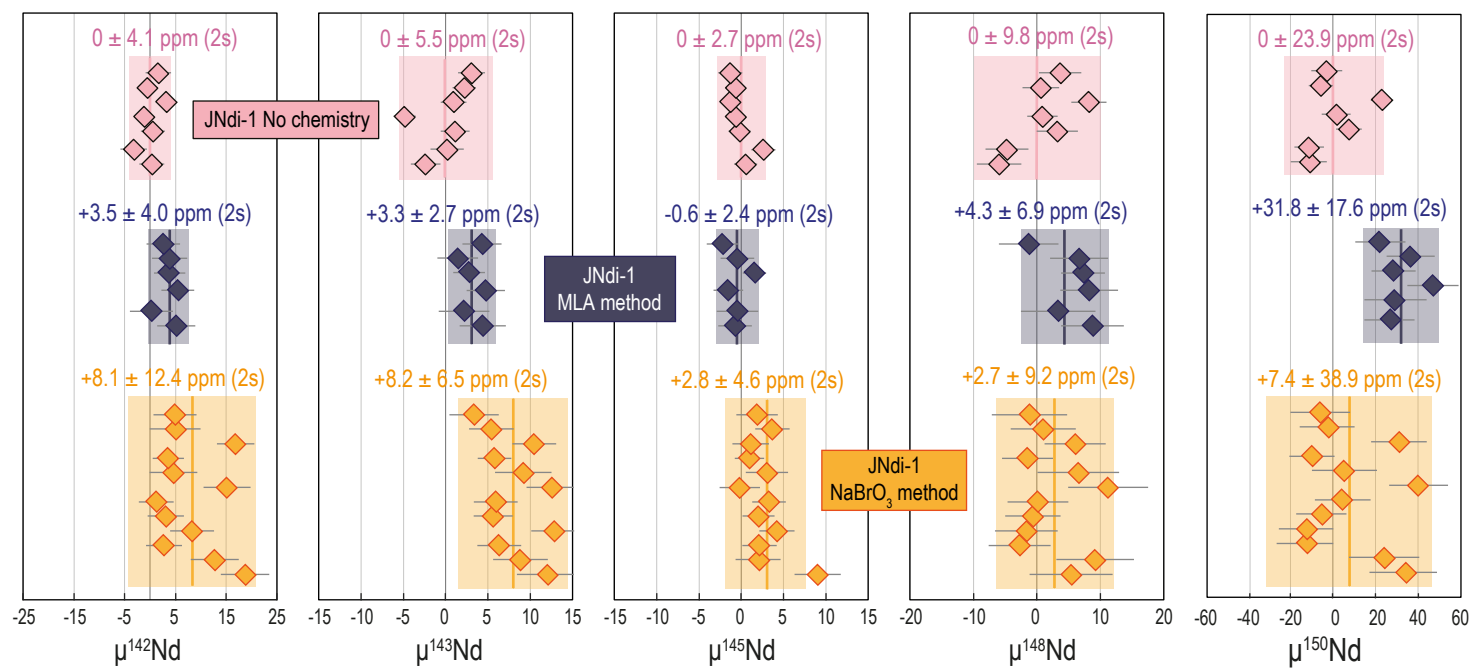 0 ± 4.1 ppm (2s)
0 ± 5.5 ppm (2s)
0 ± 2.7 ppm (2s)
0 ± 9.8 ppm (2s)
0 ± 23.9 ppm (2s)
JNdi-1 No chemistry
+3.5 ± 4.0 ppm (2s)
+3.3 ± 2.7 ppm (2s)
-0.6 ± 2.4 ppm (2s)
+4.3 ± 6.9 ppm (2s)
+31.8 ± 17.6 ppm (2s)
JNdi-1
MLA method
+8.1 ± 12.4 ppm (2s)
+8.2 ± 6.5 ppm (2s)
+2.8 ± 4.6 ppm (2s)
+2.7 ± 9.2 ppm (2s)
+7.4 ± 38.9 ppm (2s)
JNdi-1
NaBrO₃ method
-25 -15 -5 5 15 25
-15 -10 -5 0 5 10 15
-15 -10 -5 0 5 10 15
-20 -10 0 10 20
-60 -40 -20 0 20 40 60
µ¹⁴²Nd
µ¹⁴³Nd
µ¹⁴⁵Nd
µ¹⁴⁸Nd
µ¹⁵⁰Nd